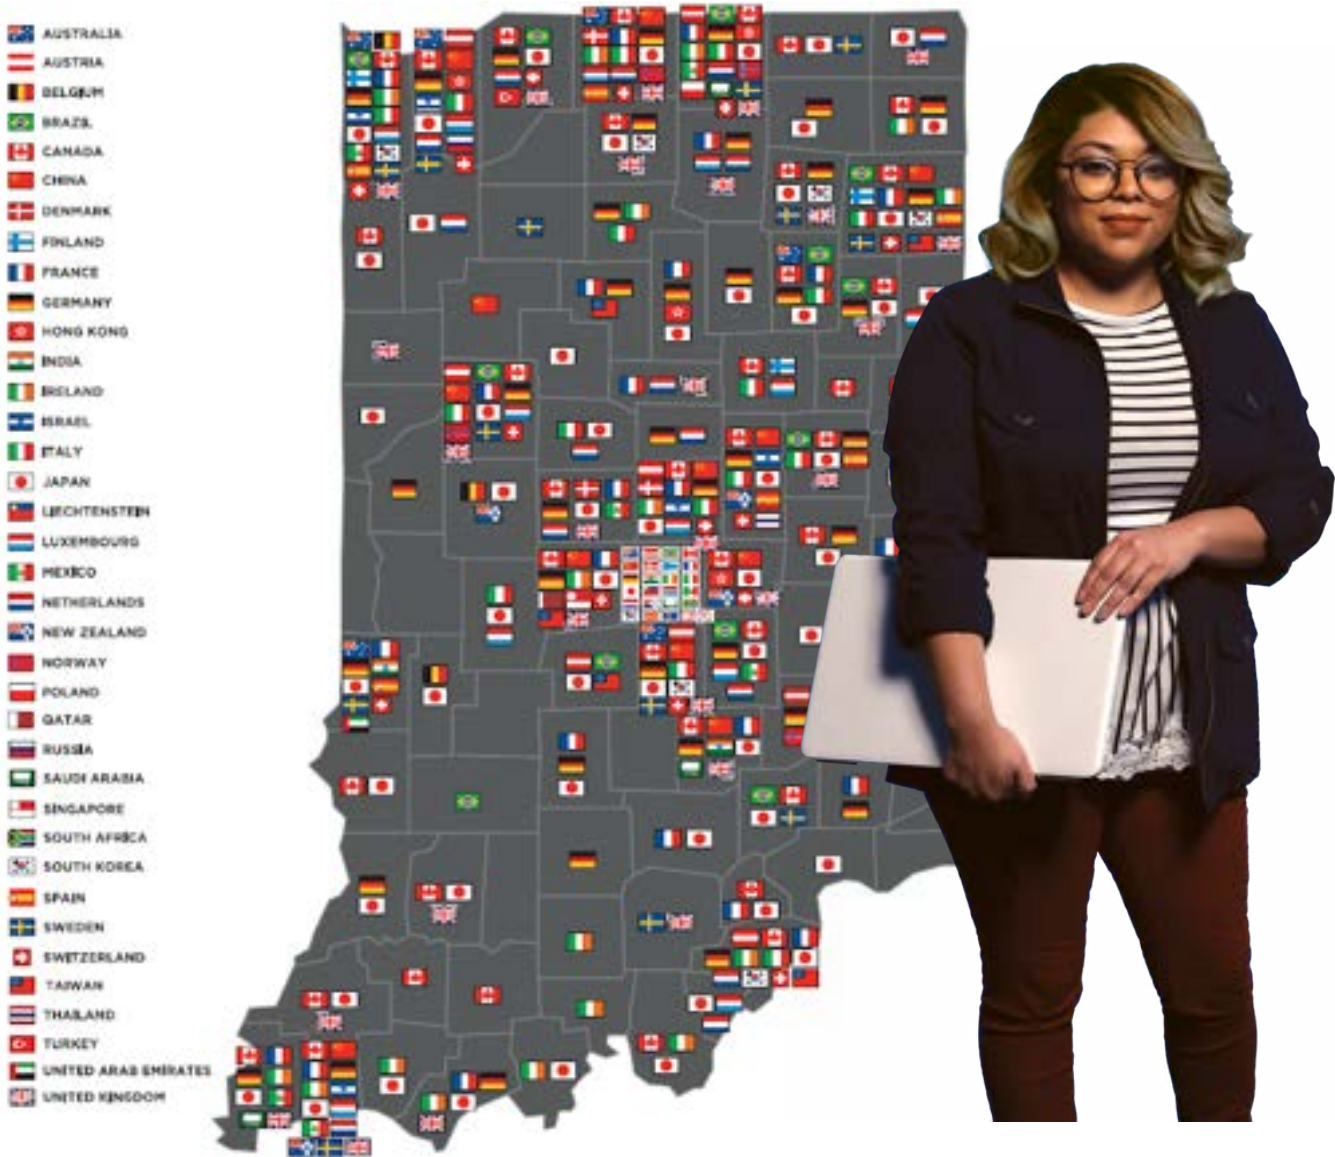 AUSTRALIA
AUSTRIA
BELGIUM
BRAZIL
CANADA
CHINA
DENMARK
FINLAND
FRANCE
GERMANY
HONG KONG
INDIA
IRELAND
ISRAEL
ITALY
JAPAN
LIECHTENSTEIN
LUXEMBOURG
MEXICO
NETHERLANDS
NEW ZEALAND
NORWAY
POLAND
QATAR
RUSSIA
SAUDI ARABIA
SINGAPORE
SOUTH AFRICA
SOUTH KOREA
SPAIN
SWEDEN
SWITZERLAND
TAIWAN
THAILAND
TURKEY
UNITED ARAB EMIRATES
UNITED KINGDOM